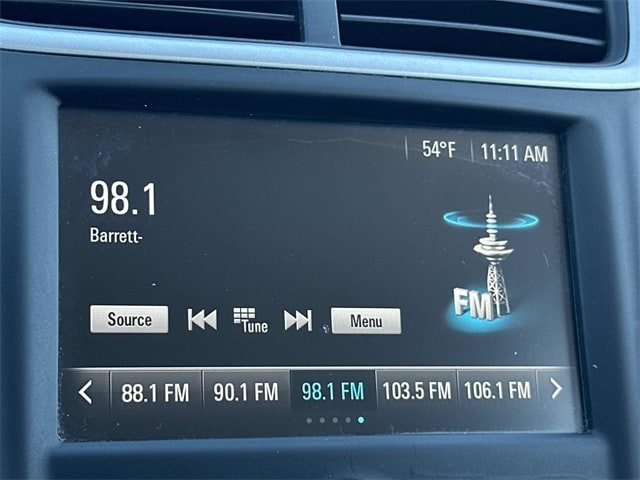 54°F 11:11 AM
98.1
Barrett-
FM
Source Tune Menu
88.1 FM 90.1 FM 98.1 FM 103.5 FM 106.1 FM